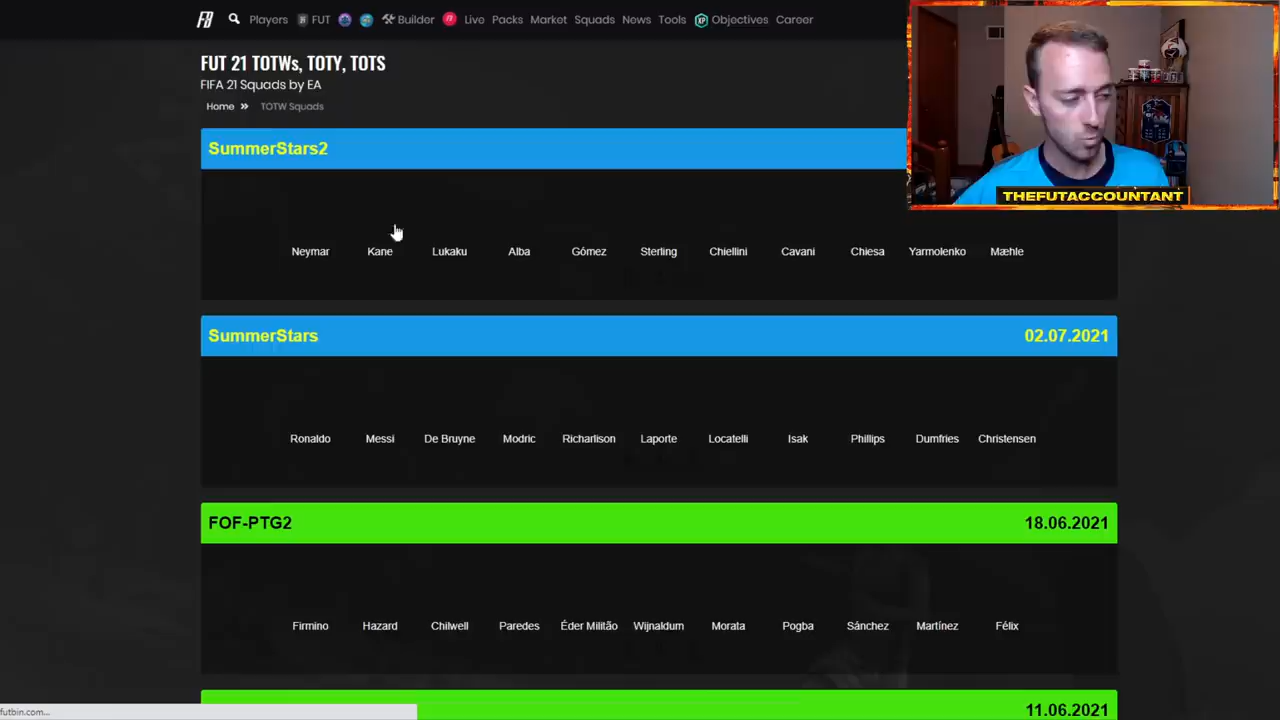 FB Players FUT Builder Live Packs Market Squads News Tools XP Objectives Career
FUT 21 TOTWs, TOTY, TOTS
FIFA 21 Squads by EA
Home » TOTW Squads
THEFUTACCOUNTANT
SummerStars2
Neymar Kane Lukaku Alba Gómez Sterling Chiellini Cavani Chiesa Yarmolenko Mæhle
SummerStars 02.07.2021
Ronaldo Messi De Bruyne Modric Richarlison Laporte Locatelli Isak Phillips Dumfries Christensen
FOF-PTG2 18.06.2021
Firmino Hazard Chilwell Paredes Éder Militão Wijnaldum Morata Pogba Sánchez Martínez Félix
11.06.2021
futbin.com...